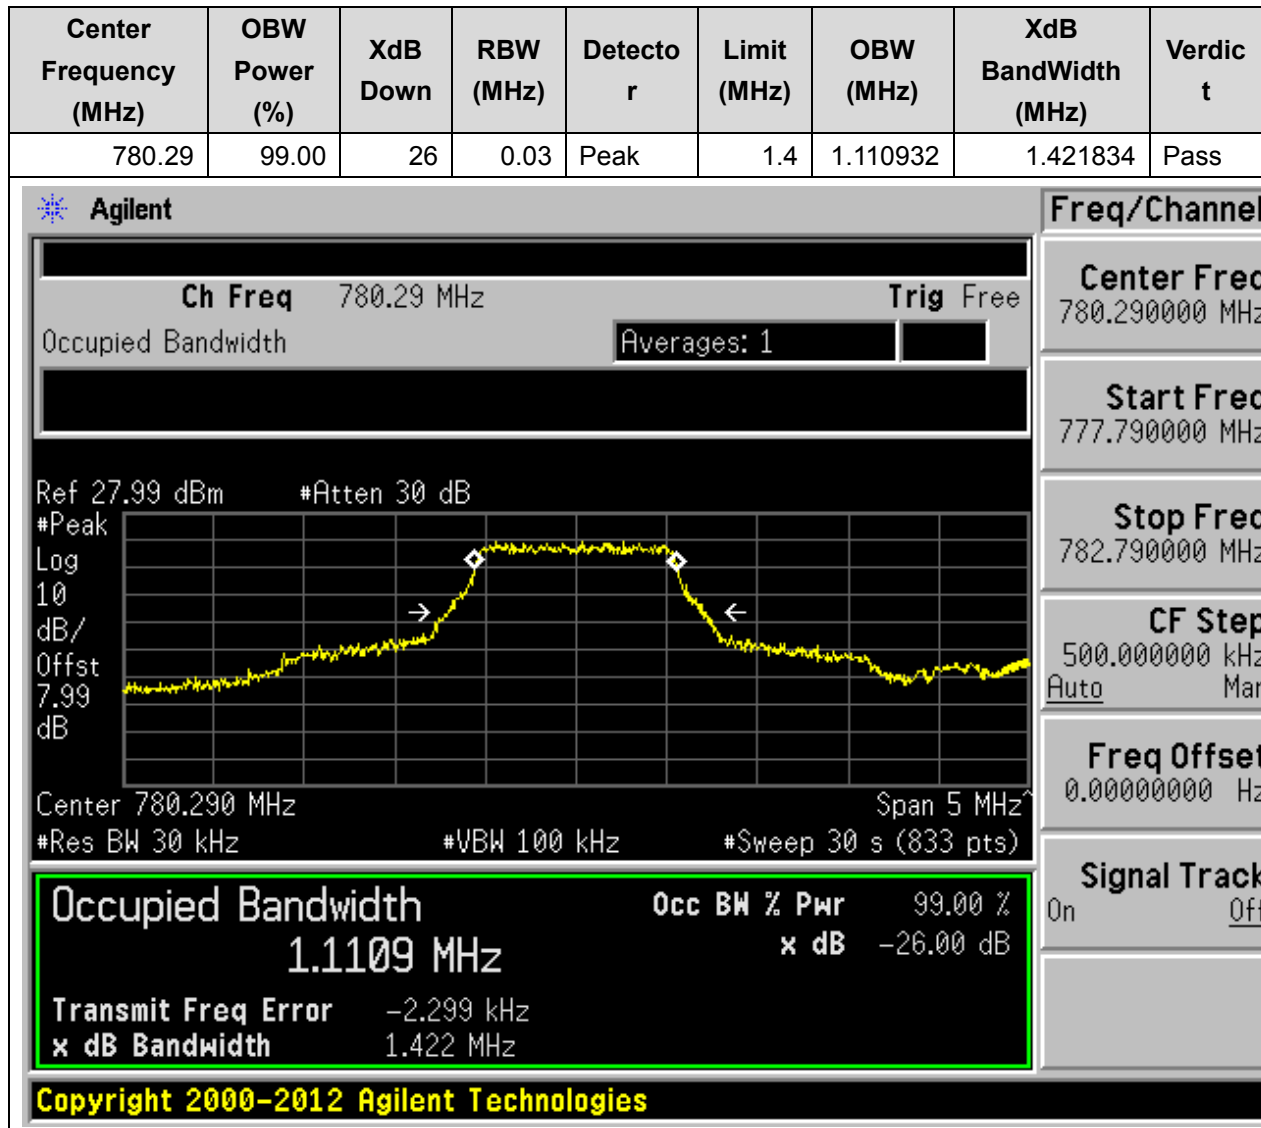 Center Frequency (MHz) OBW Power (%) XdB Down RBW (MHz) Detecto r Limit (MHz) OBW (MHz) XdB BandWidth (MHz) Verdic t
780.29 99.00 26 0.03 Peak 1.4 1.110932 1.421834 Pass
Agilent
Freq/Channel
Ch Freq 780.29 MHz Trig Free
Occupied Bandwidth Averages: 1
Center Freq
780.290000 MHz
Start Freq
777.790000 MHz
Stop Freq
782.790000 MHz
CF Step
500.000000 kHz
Auto Man
Freq Offset
0.00000000 Hz
Signal Track
On Off
Ref 27.99 dBm #Atten 30 dB
#Peak
Log
10
dB/
Offst
7.99
dB
Center 780.290 MHz Span 5 MHz^
#Res BW 30 kHz #VBW 100 kHz #Sweep 30 s (833 pts)
Occupied Bandwidth Occ BW % Pwr 99.00 %
1.1109 MHz x dB -26.00 dB
Transmit Freq Error -2.299 kHz
x dB Bandwidth 1.422 MHz
Copyright 2000-2012 Agilent Technologies